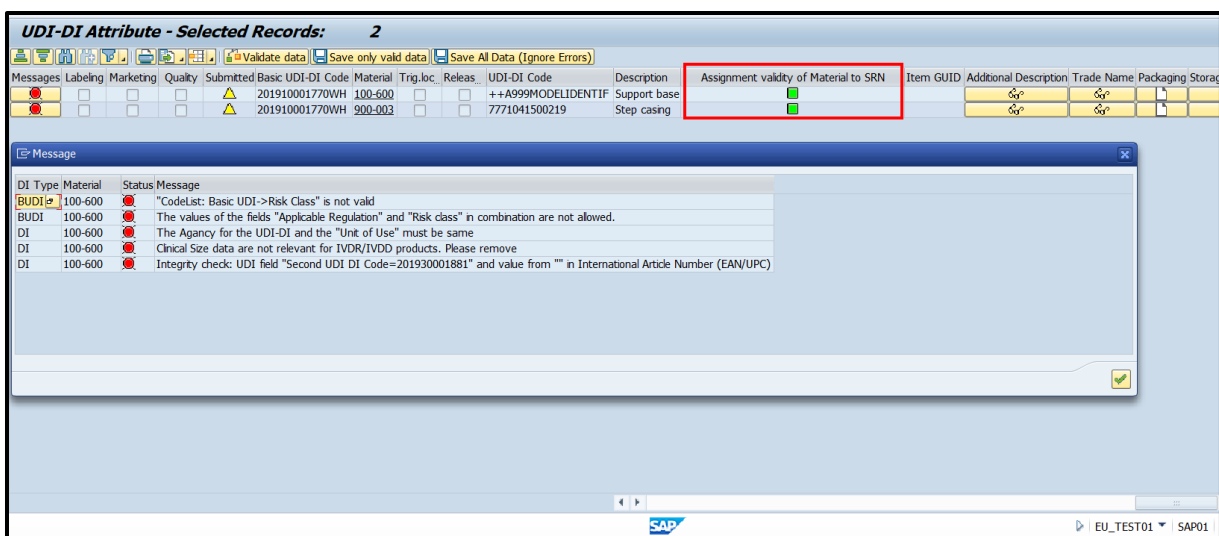 UDI-DI Attribute - Selected Records: 2
Validate data Save only valid data Save All Data (Ignore Errors)
Messages Labeling Marketing Quality Submitted Basic UDI-DI Code Material Trig.loc_ Releas_ UDI-DI Code Description Assignment validity of Material to SRN Item GUID Additional Description Trade Name Packaging Storag
201910001770WH 100-600 ++A999MODELIDENTIF Support base
201910001770WH 900-003 7771041500219 Step casing
Message
DI Type Material Status Message
BUDI 100-600 "CodeList: Basic UDI->Risk Class" is not valid
BUDI 100-600 The values of the fields "Applicable Regulation" and "Risk class" in combination are not allowed.
DI 100-600 The Agancy for the UDI-DI and the "Unit of Use" must be same
DI 100-600 Clinical Size data are not relevant for IVDR/IVDD products. Please remove
DI 100-600 Integrity check: UDI field "Second UDI DI Code=201930001881" and value from "" in International Article Number (EAN/UPC)
SAP EU_TEST01 SAP01